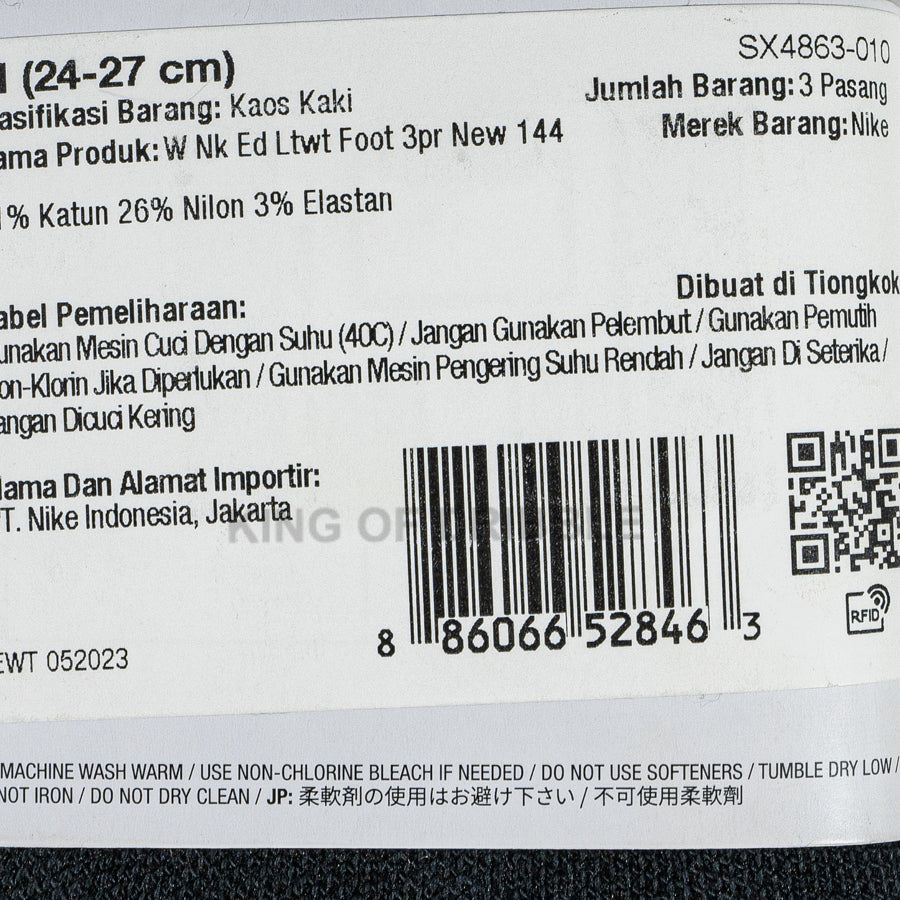 (24-27 cm)
SX4863-010
asifikasi Barang: Kaos Kaki
Jumlah Barang: 3 Pasang
ama Produk: W Nk Ed Ltwt Foot 3pr New 144
Merek Barang: Nike
% Katun 26% Nilon 3% Elastan
Dibuat di Tiongkok
abel Pemeliharaan:
unakan Mesin Cuci Dengan Suhu (40C) / Jangan Gunakan Pelembut / Gunakan Pemutih
on-Klorin Jika Diperlukan / Gunakan Mesin Pengering Suhu Rendah / Jangan Di Seterika /
angan Dicuci Kering
ama Dan Alamat Importir:
T. Nike Indonesia, Jakarta
KING OF DRIBBLE
8 86066 52846 3
RFID
EWT 052023
MACHINE WASH WARM / USE NON-CHLORINE BLEACH IF NEEDED / DO NOT USE SOFTENERS / TUMBLE DRY LOW /
NOT IRON / DO NOT DRY CLEAN / JP: 柔軟剤の使用はお避け下さい / 不可使用柔軟劑